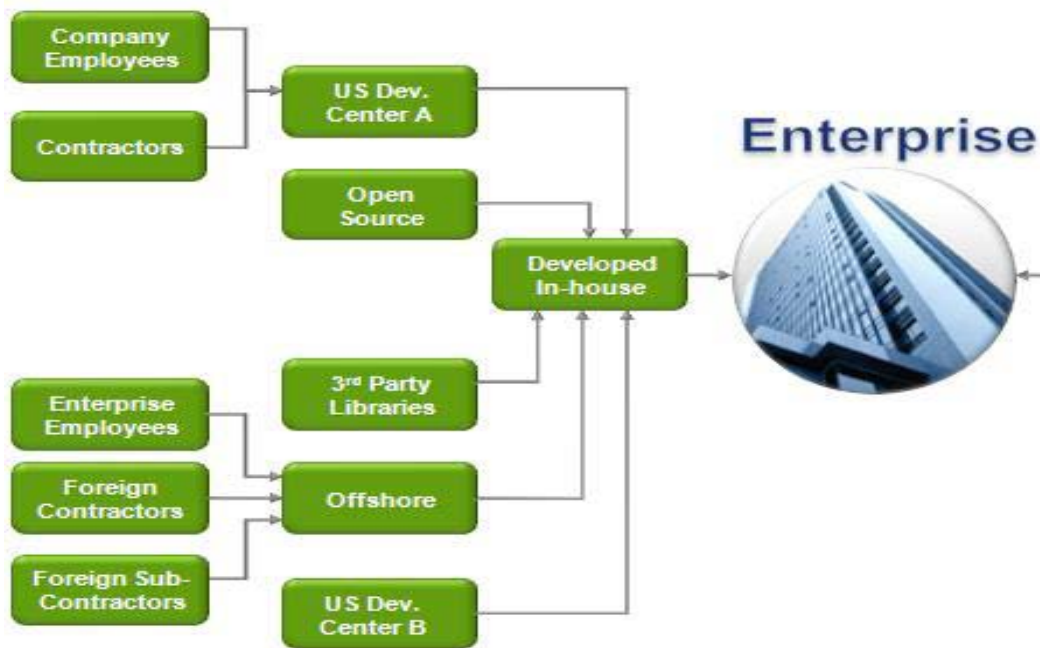 Company
Employees
Contractors
US Dev.
Center A
Open
Source
Developed
In-house
Enterprise
3rd Party
Libraries
Enterprise
Employees
Foreign
Contractors
Foreign Sub-
Contractors
Offshore
US Dev.
Center B